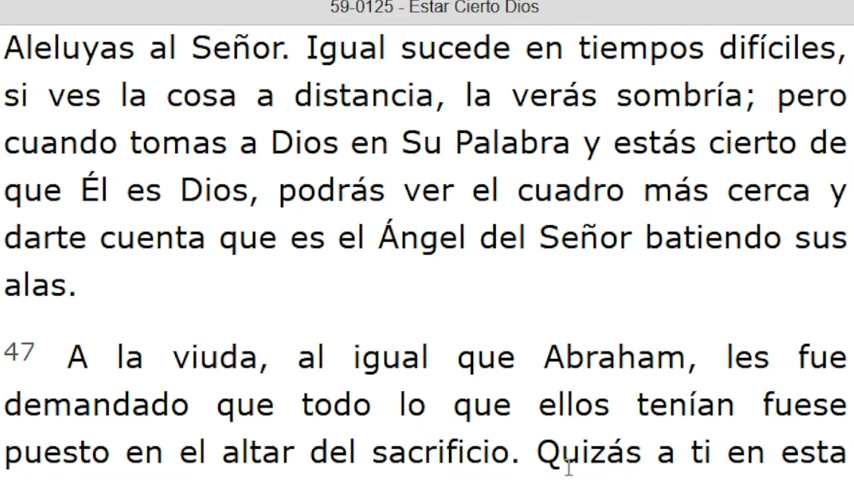 59-0125 - Estar Cierto Dios
Aleluyas al Señor. Igual sucede en tiempos difíciles,
si ves la cosa a distancia, la verás sombría; pero
cuando tomas a Dios en Su Palabra y estás cierto de
que Él es Dios, podrás ver el cuadro más cerca y
darte cuenta que es el Ángel del Señor batiendo sus
alas.
47 A la viuda, al igual que Abraham, les fue
demandado que todo lo que ellos tenían fuese
puesto en el altar del sacrificio. Quizás a ti en esta